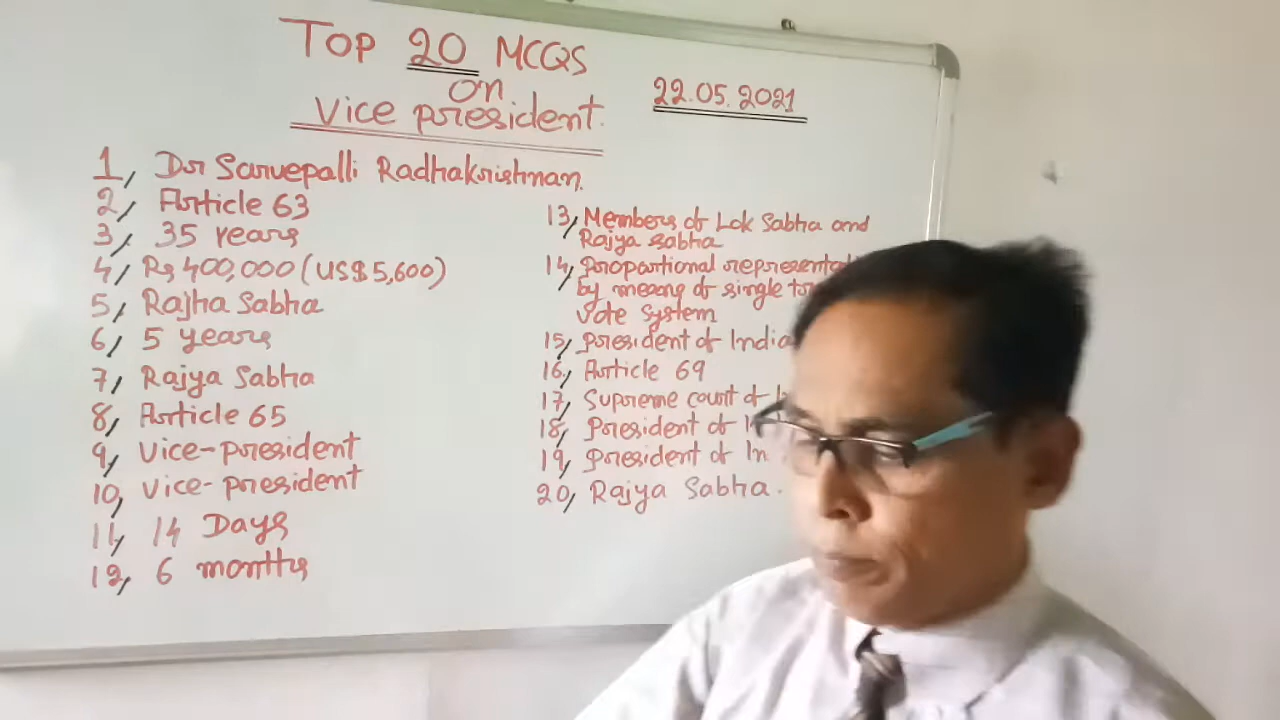 TOP 20 MCQS
on
Vice president.
22.05.2021
1, Dr Sarvepalli Radhakrishnan.
2, Article 63
3, 35 years
4, Rs 400,000 (US$5,600)
5, Rajha Sabha
6, 5 years
7, Rajya Sabha
8, Article 65
9, Vice-president
10, Vice-president
11, 14 Days
12, 6 months
13, Members of Lok Sabha and
Rajya Sabha
14, proportional
by means of single
vote system
15, president of India
16, Article 69
17, Supreme court of
18, president of
19, president of
20, Rajya Sabha.